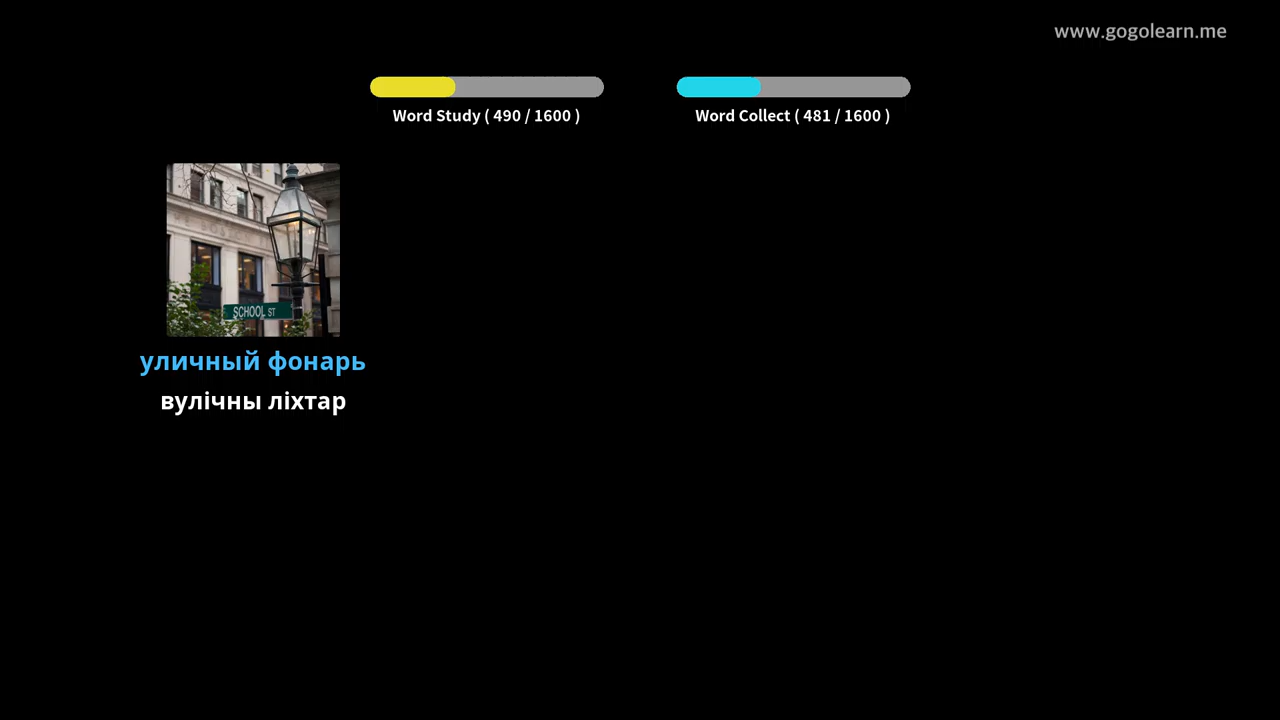 www.gogolearn.me
Word Study ( 490 / 1600 )
Word Collect ( 481 / 1600 )
SCHOOL ST
уличный фонарь
вулічны ліхтар